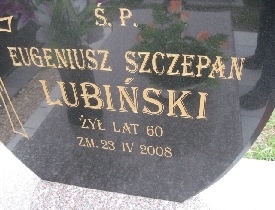 Ś. P.
EUGENIUSZ SZCZEPAN
LUBIŃSKI
ŻYŁ LAT 60
ZM. 23 IV 2008